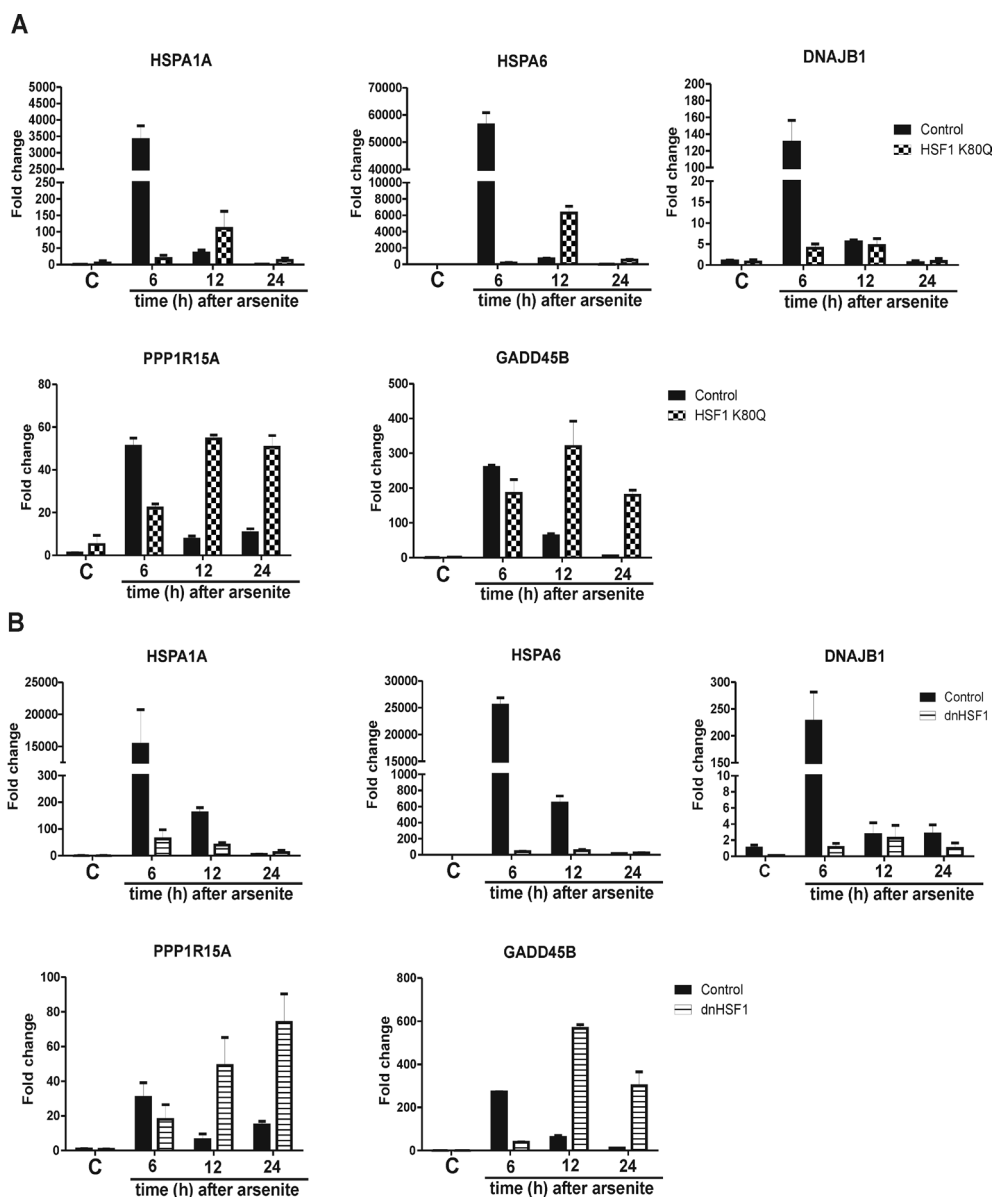 A
HSPA1A
Fold change
5000
4500
4000
3500
3000
2500
250
200
150
100
50
0
C
6
12
24
time (h) after arsenite
HSPA6
Fold change
70000
60000
50000
40000
10000
8000
6000
4000
2000
0
C
6
12
24
time (h) after arsenite
DNAJB1
Fold change
200
180
160
140
120
100
20
15
10
5
0
C
6
12
24
time (h) after arsenite
Control
HSF1 K80Q
PPP1R15A
Fold change
80
60
40
20
0
C
6
12
24
time (h) after arsenite
GADD45B
Fold change
500
400
300
200
100
0
C
6
12
24
time (h) after arsenite
Control
HSF1 K80Q
B
HSPA1A
Fold change
25000
20000
15000
10000
300
200
100
0
C
6
12
24
time (h) after arsenite
HSPA6
Fold change
30000
25000
20000
15000
1000
800
600
400
200
0
C
6
12
24
time (h) after arsenite
DNAJB1
Fold change
300
250
200
150
8
6
4
2
0
C
6
12
24
time (h) after arsenite
Control
dnHSF1
PPP1R15A
Fold change
100
80
60
40
20
0
C
6
12
24
time (h) after arsenite
GADD45B
Fold change
800
600
400
200
0
C
6
12
24
time (h) after arsenite
Control
dnHSF1